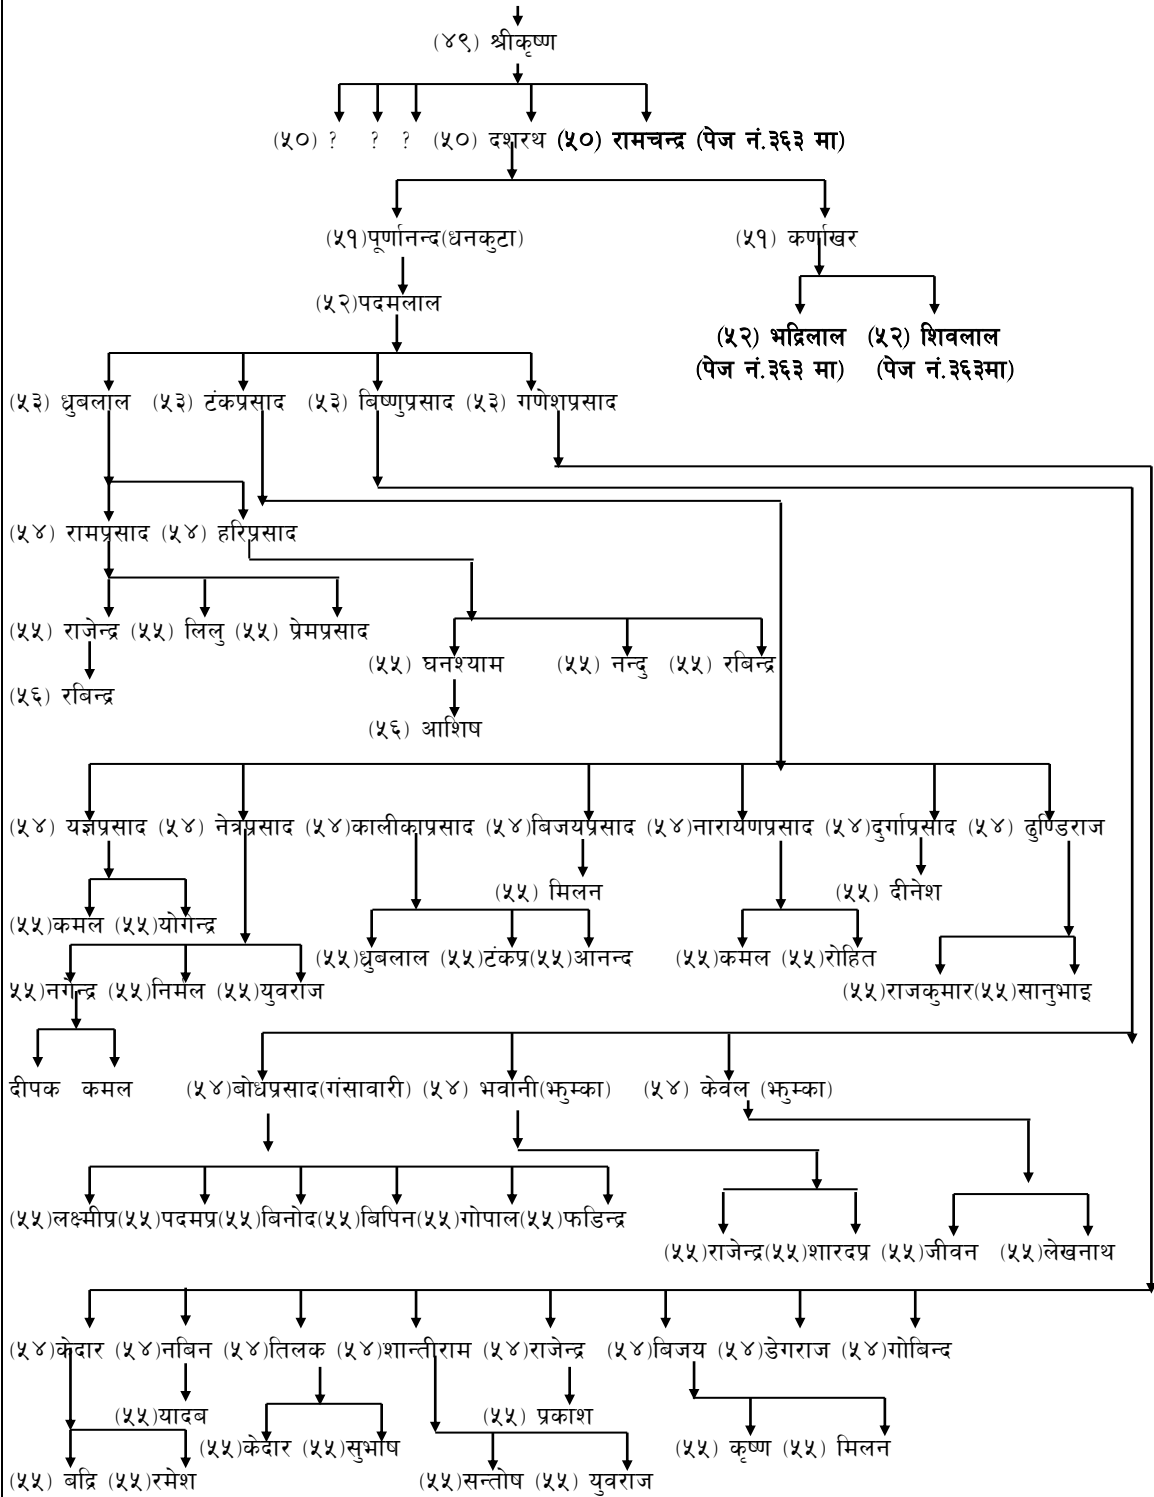 (४९) श्रीकृष्ण
(५०) ? ? ? (५०) दशरथ (५०) रामचन्द्र (पेज नं.३६३ मा)
(५१)पूर्णानन्द(धनकुटा) (५१) कर्णाखर
(५२)पदमलाल
(५२) भद्रिलाल (५२) शिवलाल
(पेज नं.३६३ मा) (पेज नं.३६३मा)
(५३) ध्रुबलाल (५३) टंकप्रसाद (५३) बिष्णुप्रसाद (५३) गणेशप्रसाद
(५४) रामप्रसाद (५४) हरिप्रसाद
(५५) राजेन्द्र (५५) लिलु (५५) प्रेमप्रसाद
(५५) घनश्याम (५५) नन्दु (५५) रबिन्द्र
(५६) रबिन्द्र
(५६) आशिष
(५४) यज्ञप्रसाद (५४) नेत्रप्रसाद (५४)कालीकाप्रसाद (५४)बिजयप्रसाद (५४)नारायणप्रसाद (५४)दुर्गाप्रसाद (५४) ढुण्डिराज
(५५) मिलन (५५) दीनेश
(५५)कमल (५५)योगेन्द्र
(५५)ध्रुबलाल (५५)टंकप्र(५५)आनन्द (५५)कमल (५५)रोहित
५५)नगेन्द्र (५५)निर्मल (५५)युवराज (५५)राजकुमार(५५)सानुभाइ
दीपक कमल (५४)बोधप्रसाद(गंसावारी) (५४) भवानी(झुम्का) (५४) केवल (झुम्का)
(५५)लक्ष्मीप्र(५५)पदमप्र(५५)बिनोद(५५)बिपिन(५५)गोपाल(५५)फडिन्द्र
(५५)राजेन्द्र(५५)शारदप्र (५५)जीवन (५५)लेखनाथ
(५४)केदार (५४)नबिन (५४)तिलक (५४)शान्तीराम (५४)राजेन्द्र (५४)बिजय (५४)डेगराज (५४)गोबिन्द
(५५)यादब (५५) प्रकाश
(५५)केदार (५५)सुभाष (५५) कृष्ण (५५) मिलन
(५५) बद्रि (५५)रमेश (५५)सन्तोष (५५) युवराज